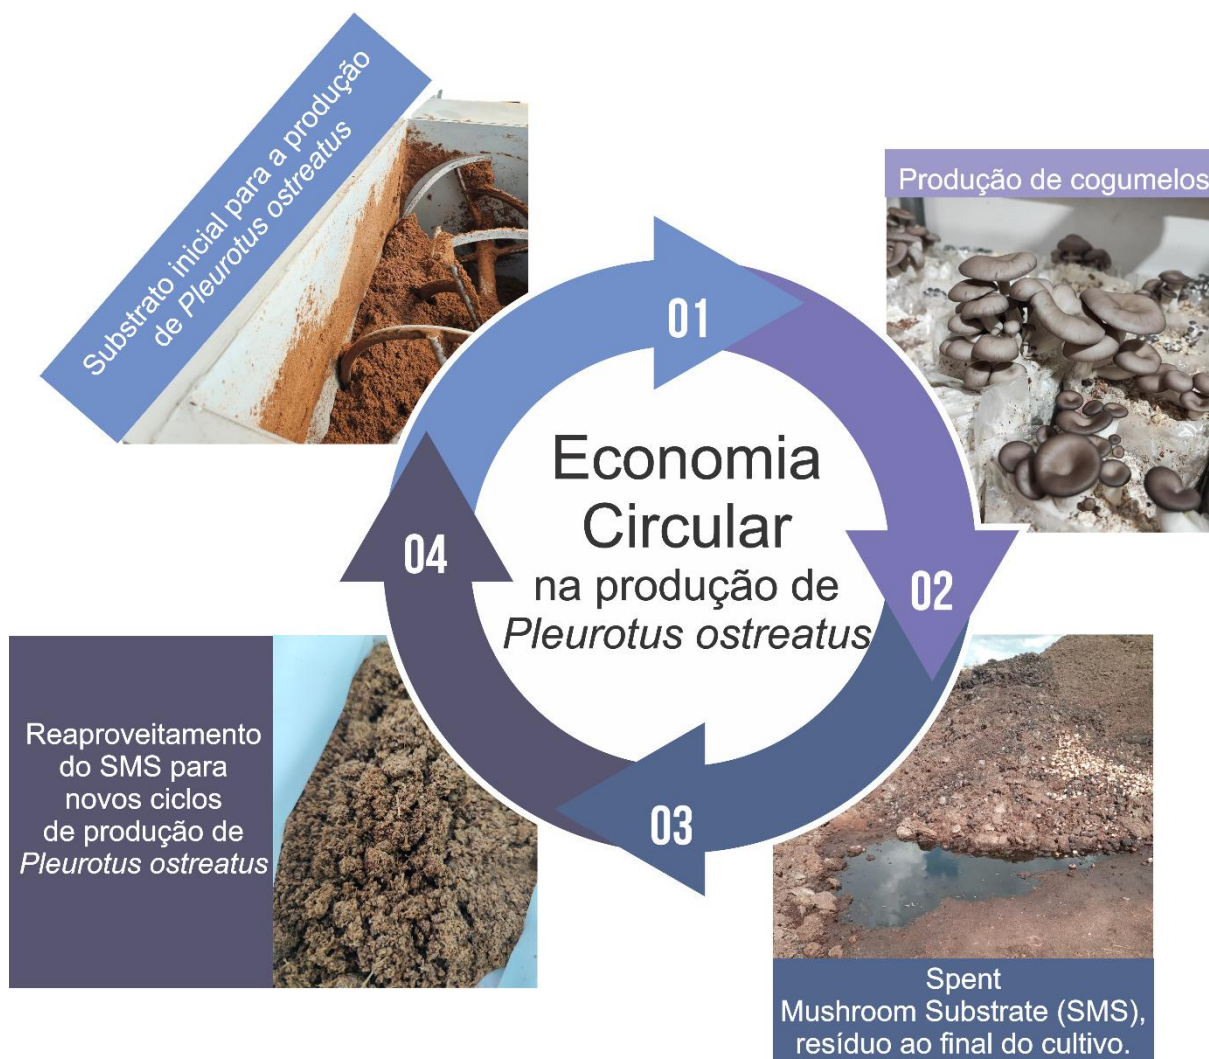 Substrato inicial para a produção
de Pleurotus ostreatus
Produção de cogumelos
01
02
03
04
Economia
Circular
na produção de
Pleurotus ostreatus
Reaproveitamento
do SMS para
novos ciclos
de produção de
Pleurotus ostreatus
Spent
Mushroom Substrate (SMS),
resíduo ao final do cultivo.